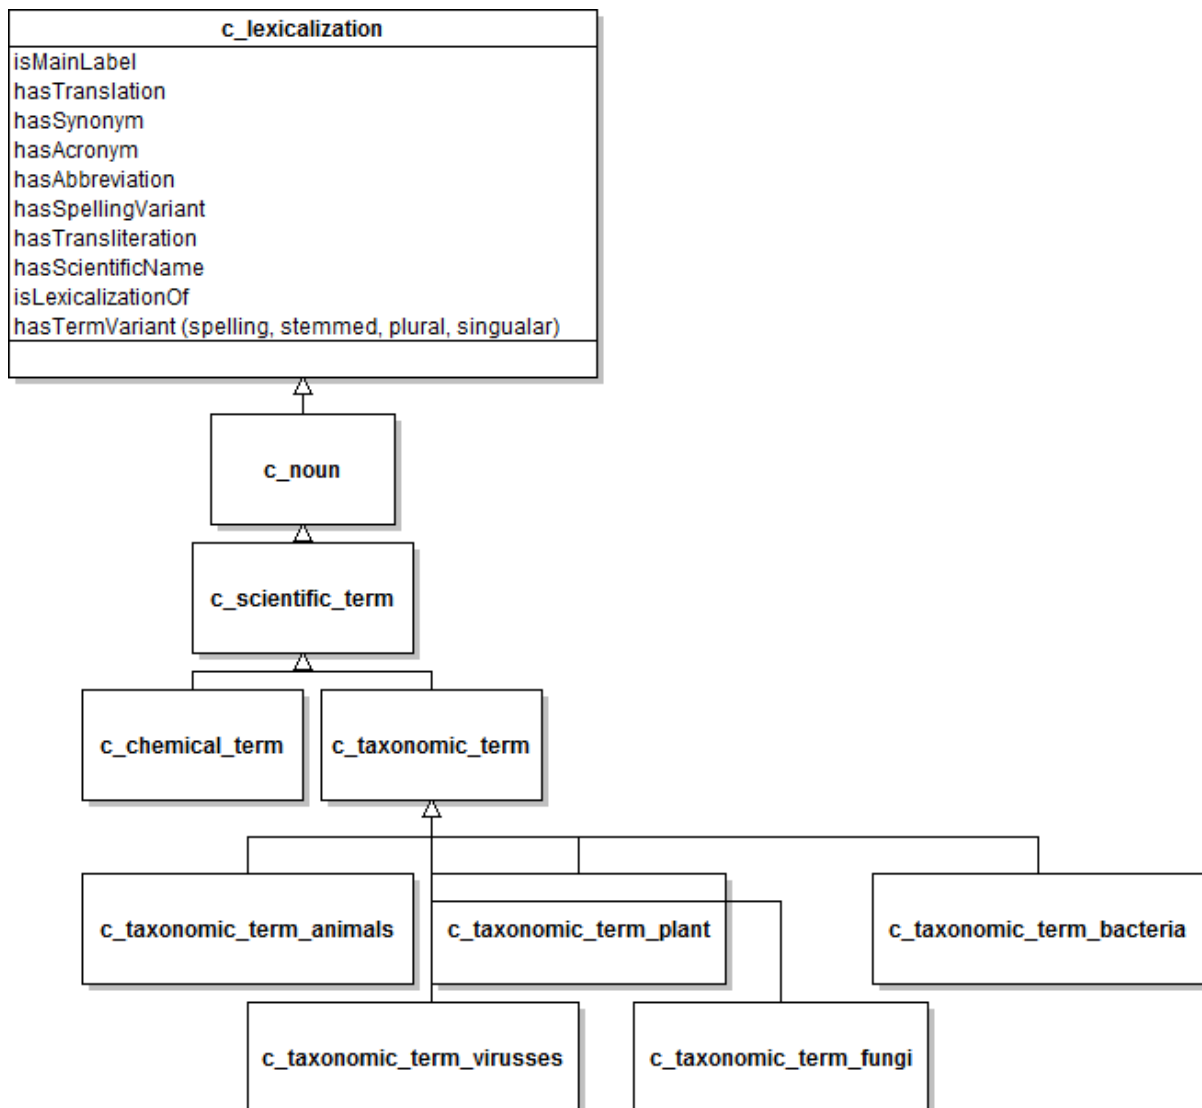 c_lexicalization
isMainLabel
hasTranslation
hasSynonym
hasAcronym
hasAbbreviation
hasSpellingVariant
hasTransliteration
hasScientificName
isLexicalizationOf
hasTermVariant (spelling, stemmed, plural, singualar)
c_noun
c_scientific_term
c_chemical_term
c_taxonomic_term
c_taxonomic_term_animals
c_taxonomic_term_plant
c_taxonomic_term_bacteria
c_taxonomic_term_virusses
c_taxonomic_term_fungi